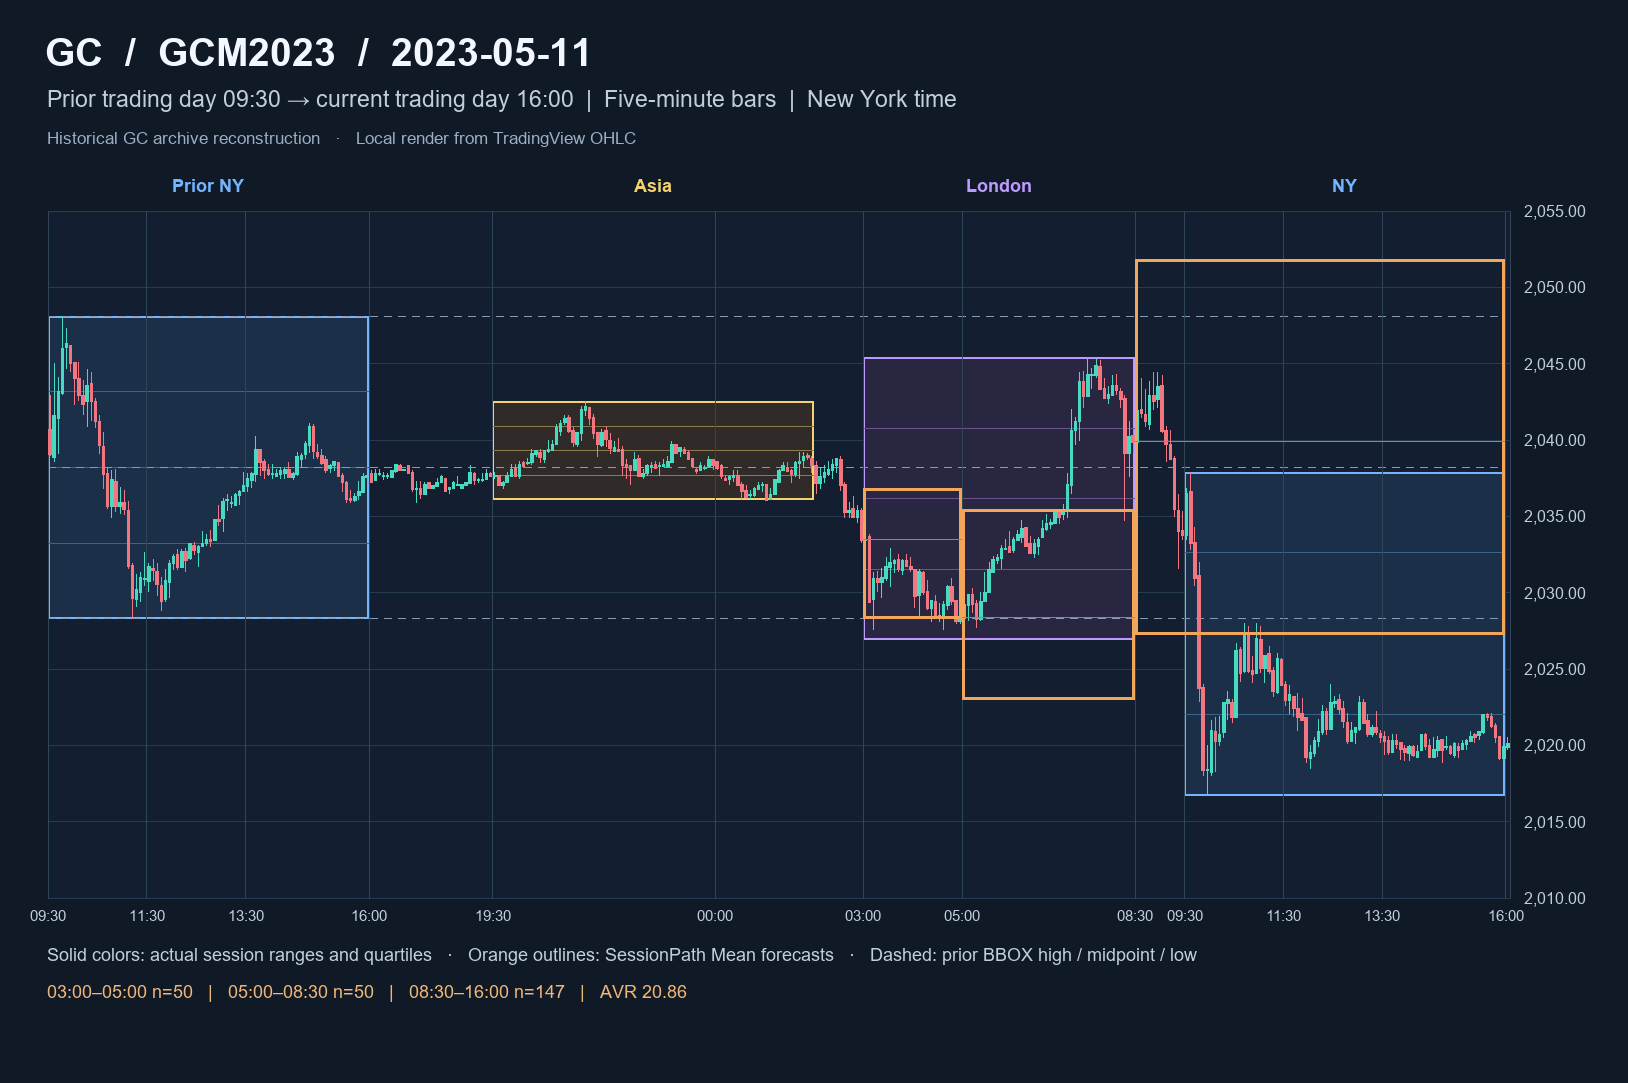 GC / GCM2023 / 2023-05-11
Prior trading day 09:30 → current trading day 16:00 | Five-minute bars | New York time
Historical GC archive reconstruction · Local render from TradingView OHLC
Prior NY Asia London NY
2,055.00
2,050.00
2,045.00
2,040.00
2,035.00
2,030.00
2,025.00
2,020.00
2,015.00
2,010.00
09:30 11:30 13:30 16:00 19:30 00:00 03:00 05:00 08:30 09:30 11:30 13:30 16:00
Solid colors: actual session ranges and quartiles · Orange outlines: SessionPath Mean forecasts · Dashed: prior BBOX high / midpoint / low
03:00–05:00 n=50 | 05:00–08:30 n=50 | 08:30–16:00 n=147 | AVR 20.86